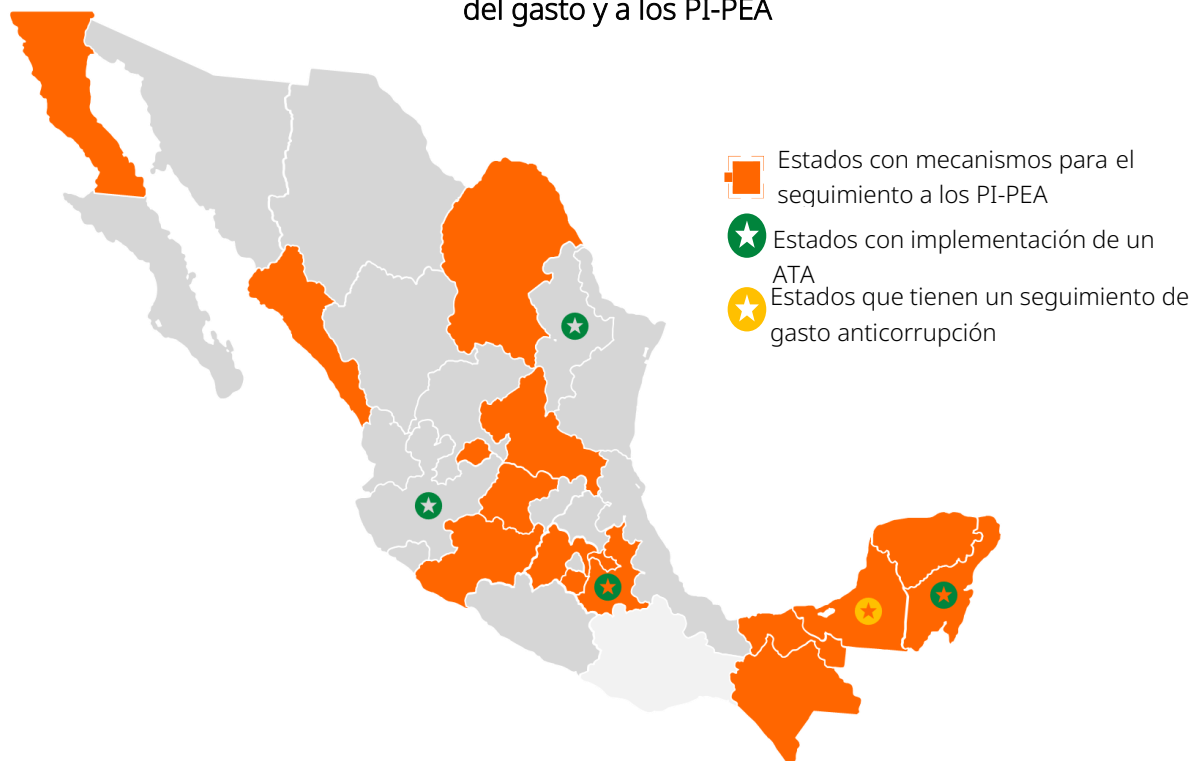 del gasto y a los PI-PEA
Estados con mecanismos para el
seguimiento a los PI-PEA
Estados con implementación de un
ATA
Estados que tienen un seguimiento de
gasto anticorrupción